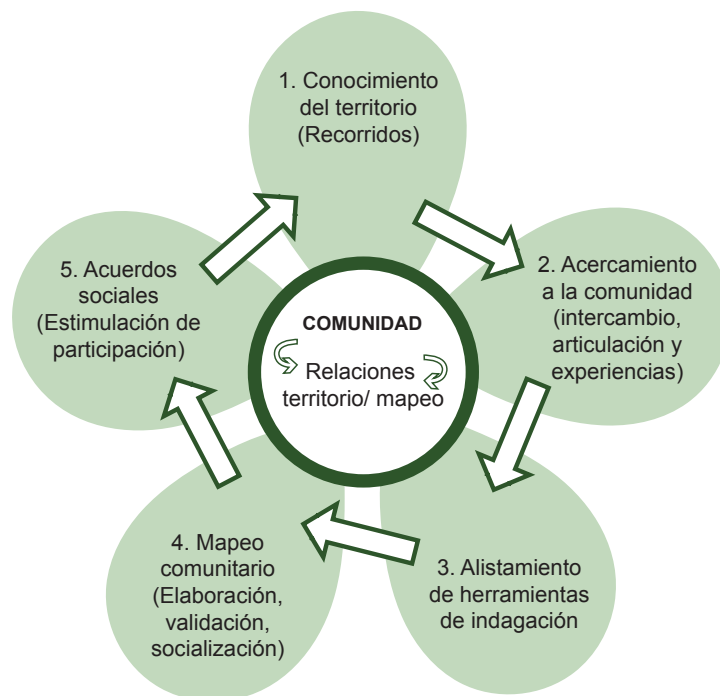 1. Conocimiento
del territorio
(Recorridos)
2. Acercamiento
a la comunidad
(intercambio,
articulación y
experiencias)
3. Alistamiento
de herramientas
de indagación
4. Mapeo
comunitario
(Elaboración,
validación,
socialización)
5. Acuerdos
sociales
(Estimulación de
participación)
COMUNIDAD
Relaciones
territorio/ mapeo